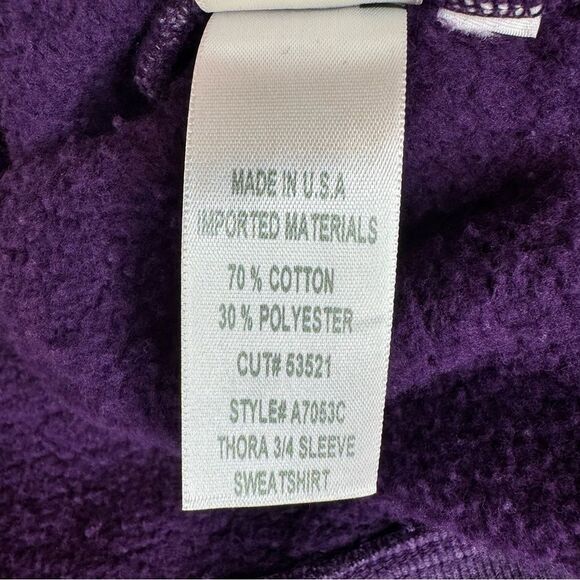 MADE IN U.S.A
IMPORTED MATERIALS
70 % COTTON
30 % POLYESTER
CUT# 53521
STYLE# A7053C
THORA 3/4 SLEEVE
SWEATSHIRT